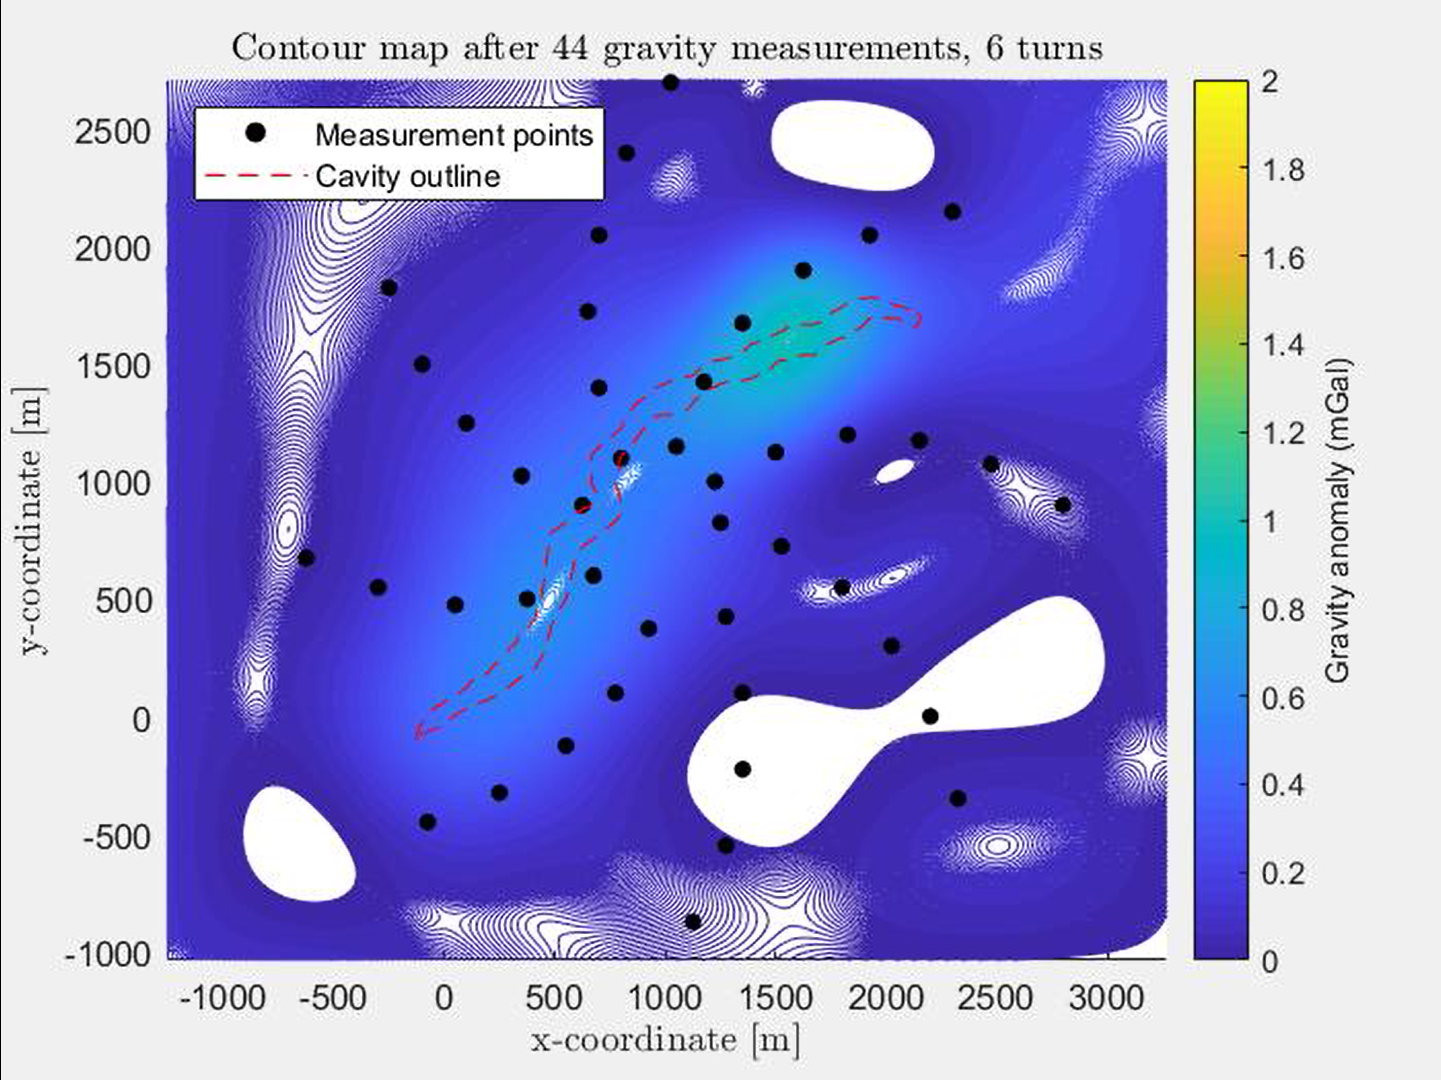 Contour map after 44 gravity measurements, 6 turns
Measurement points
Cavity outline
2500
2000
1500
1000
500
0
-500
-1000
y-coordinate [m]
-1000 -500 0 500 1000 1500 2000 2500 3000
x-coordinate [m]
2
1.8
1.6
1.4
1.2
1
0.8
0.6
0.4
0.2
0
Gravity anomaly (mGal)